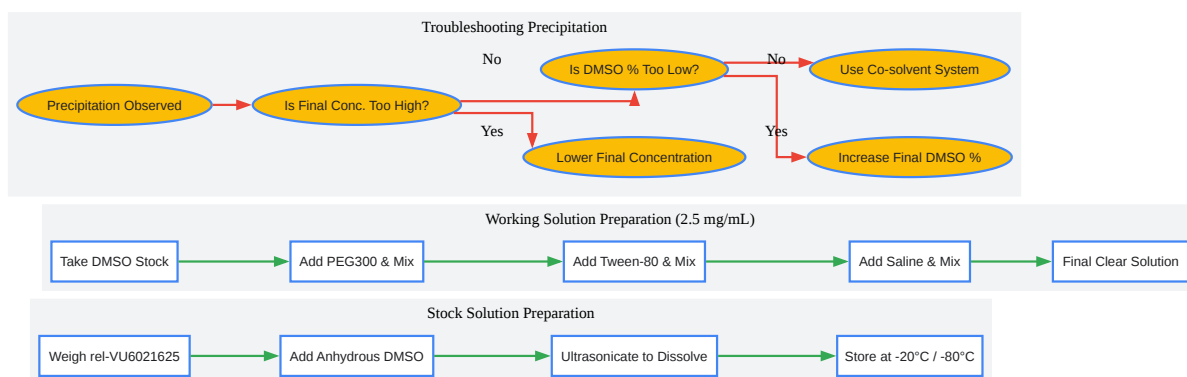 Troubleshooting Precipitation
No
Is DMSO % Too Low?
No
Use Co-solvent System
Precipitation Observed
Is Final Conc. Too High?
Yes
Yes
Lower Final Concentration
Increase Final DMSO %
Working Solution Preparation (2.5 mg/mL)
Take DMSO Stock
Add PEG300 & Mix
Add Tween-80 & Mix
Add Saline & Mix
Final Clear Solution
Stock Solution Preparation
Weigh rel-VU6021625
Add Anhydrous DMSO
Ultrasonicate to Dissolve
Store at -20°C / -80°C